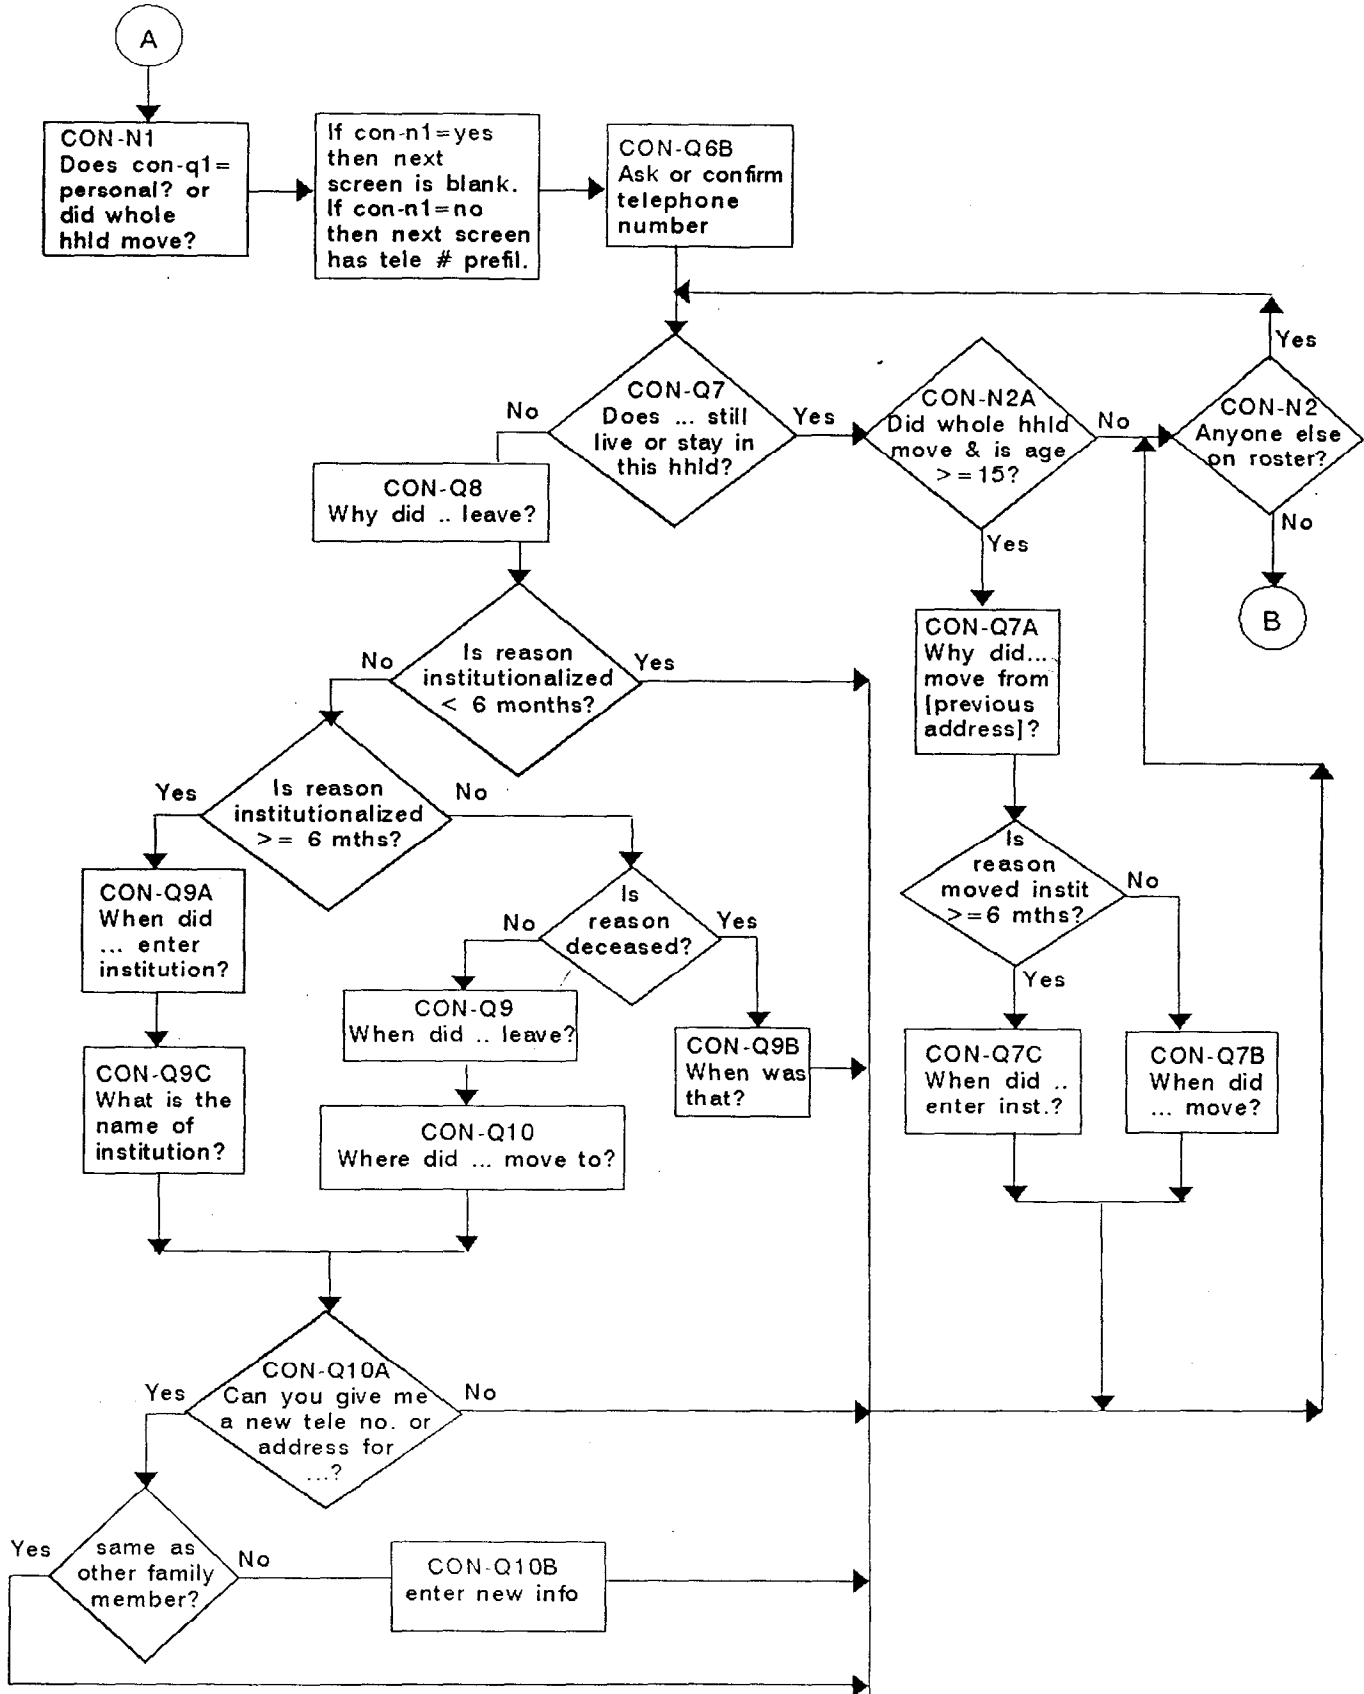 A
CON-N1
Does con-q1=
personal? or
did whole
hhld move?
If con-n1=yes
then next
screen is blank.
If con-n1=no
then next screen
has tele # prefil.
CON-Q6B
Ask or confirm
telephone
number
CON-Q7
Does ... still
live or stay in
this hhld?
No
Yes
CON-N2A
Did whole hhld
move & is age
>=15?
No
Yes
CON-N2
Anyone else
on roster?
Yes
No
B
CON-Q8
Why did .. leave?
Is reason
institutionalized
< 6 months?
No
Yes
CON-Q7A
Why did...
move from
[previous
address]?
Is reason
institutionalized
>= 6 mths?
Yes
No
Is
reason
moved instit
>=6 mths?
No
Yes
CON-Q9A
When did
... enter
institution?
Is
reason
deceased?
No
Yes
CON-Q9
When did .. leave?
CON-Q9B
When was
that?
CON-Q7C
When did ..
enter inst.?
CON-Q7B
When did
... move?
CON-Q9C
What is the
name of
institution?
CON-Q10
Where did ... move to?
CON-Q10A
Can you give me
a new tele no. or
address for
...?
Yes
No
same as
other family
member?
Yes
No
CON-Q10B
enter new info